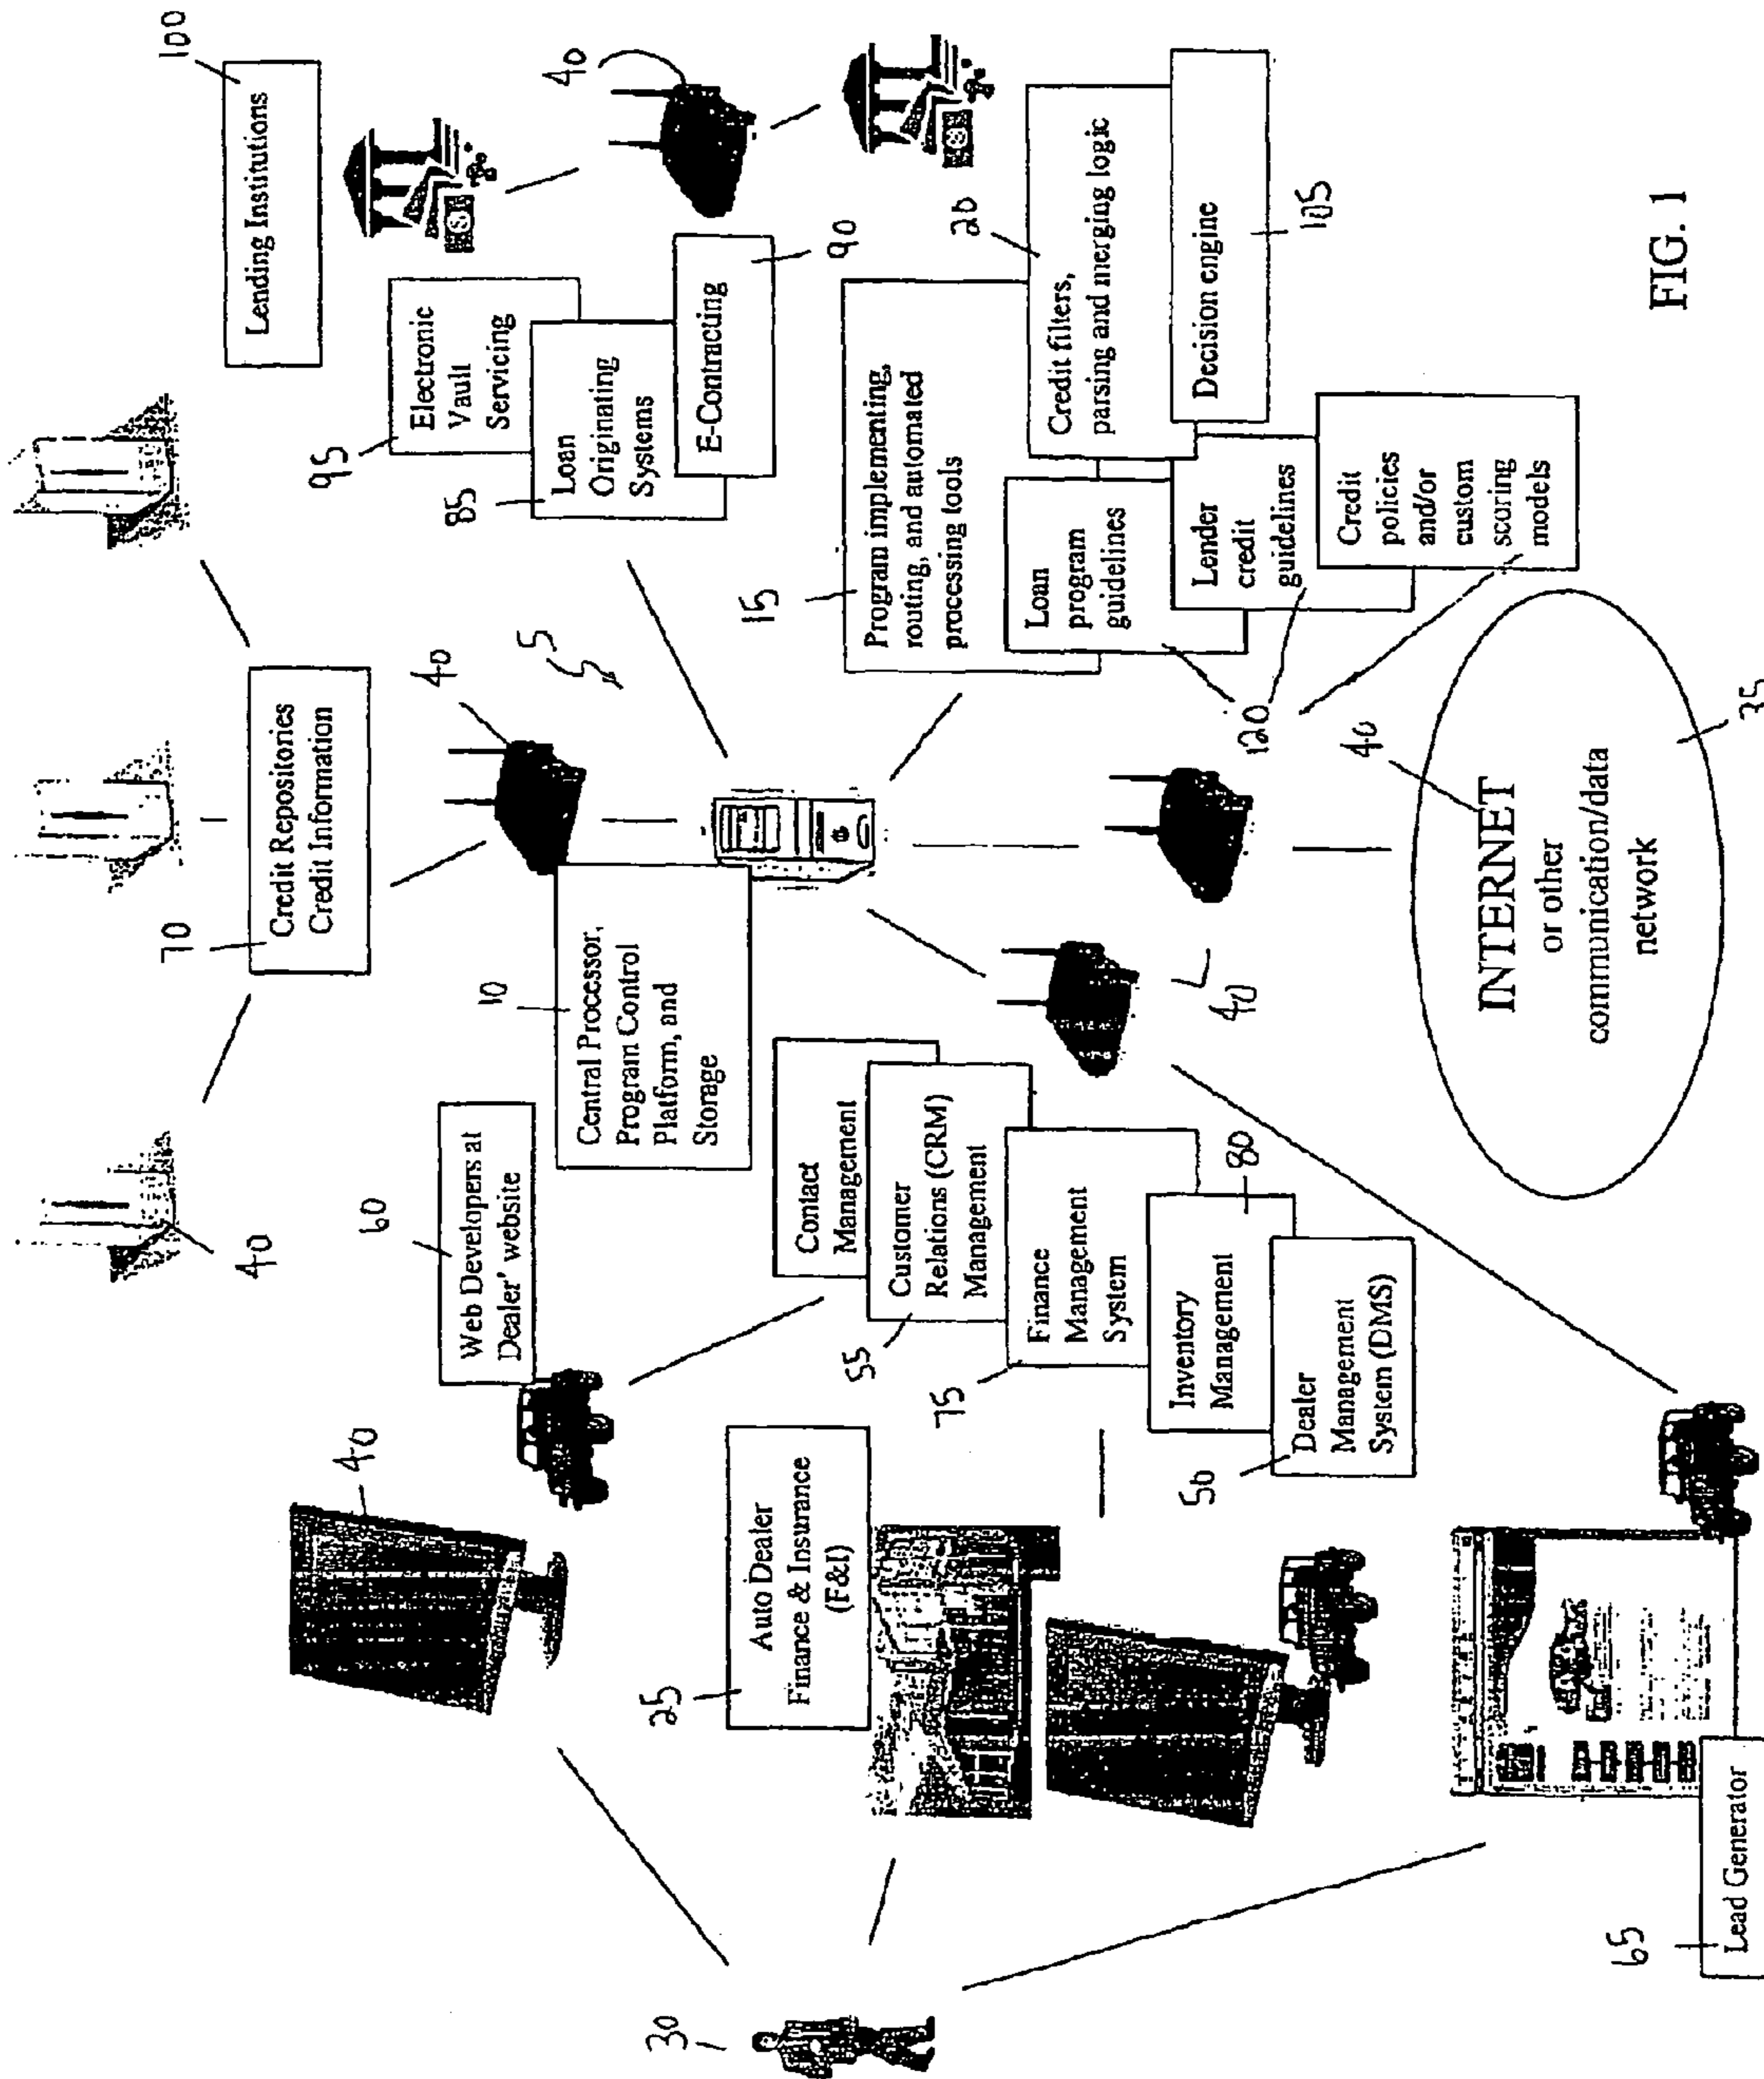 100
Lending Institutions
40
95
Electronic
Vault
Servicing
85
Loan
Originating
Systems
E-Contracting
90
70
Credit Repositories
Credit Information
40
40
5
10
Central Processor,
Program Control
Platform, and
Storage
15
Program implementing,
routing, and automated
processing tools
20
Credit filters,
parsing and merging logic
Decision engine
105
Loan
program
guidelines
Lender
credit
guidelines
Credit
policies
and/or
custom
scoring
models
120
60
Web Developers at
Dealer' website
40
Contact
Management
55
Customer
Relations (CRM)
Management
75
Finance
Management
System
Inventory
Management
80
50
Dealer
Management
System (DMS)
40
25
Auto Dealer
Finance & Insurance
(F&I)
30
65
Lead Generator
40
INTERNET
or other
communication/data
network
35
FIG. 1